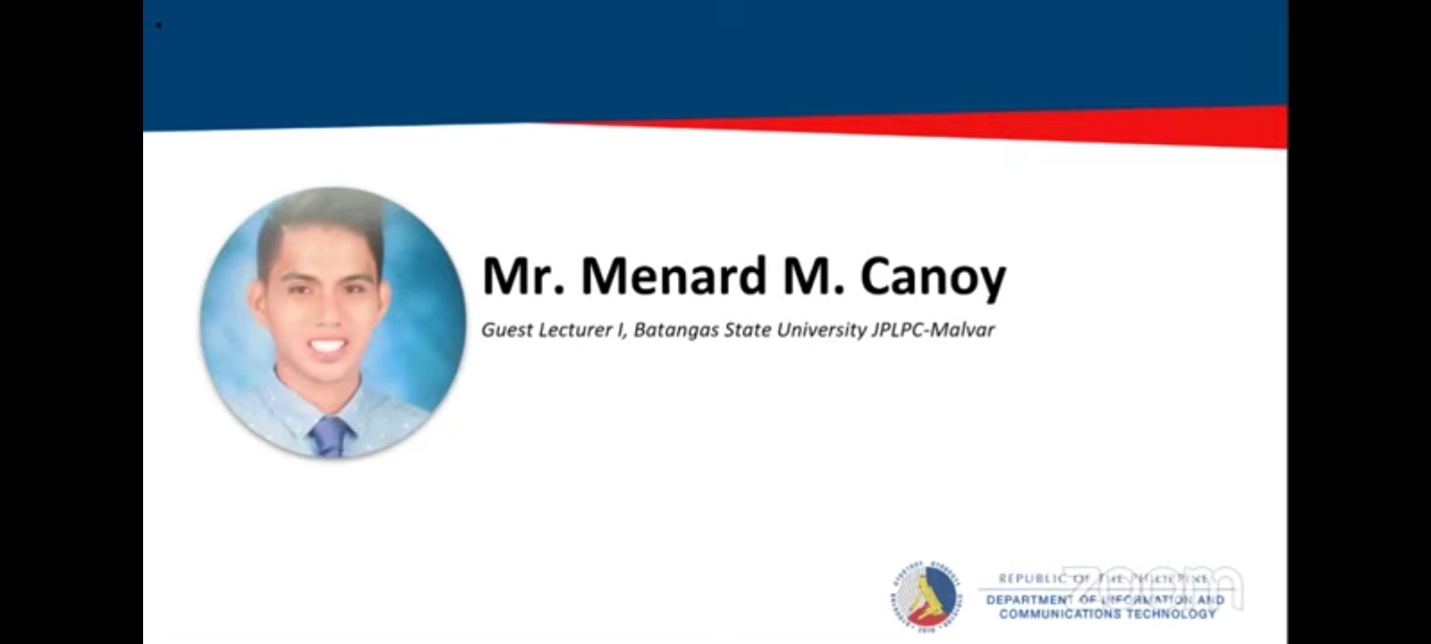 Mr. Menard M. Canoy
Guest Lecturer I, Batangas State University JPLPC-Malvar
REPUBLIC OF THE PHILIPPINES
DEPARTMENT OF INFORMATION AND
COMMUNICATIONS TECHNOLOGY
zoom